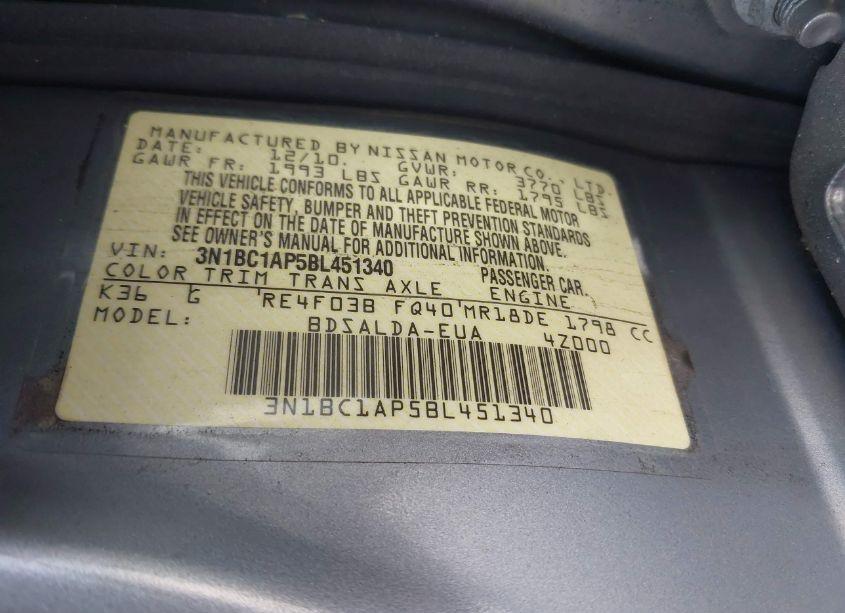 MANUFACTURED BY NISSAN MOTOR CO., LTD.
DATE: 12/10. GVWR: 3770 LBS
GAWR FR: 1993 LBS GAWR RR: 1795 LBS
THIS VEHICLE CONFORMS TO ALL APPLICABLE FEDERAL MOTOR
VEHICLE SAFETY, BUMPER AND THEFT PREVENTION STANDARDS
IN EFFECT ON THE DATE OF MANUFACTURE SHOWN ABOVE.
SEE OWNER'S MANUAL FOR ADDITIONAL INFORMATION.
VIN: 3N1BC1AP5BL451340 PASSENGER CAR.
COLOR TRIM TRANS AXLE ENGINE
K36 G RE4F03B FQ40 MR18DE 1798 CC
MODEL: BDSALDA-EUA 4Z000
3N1BC1AP5BL451340